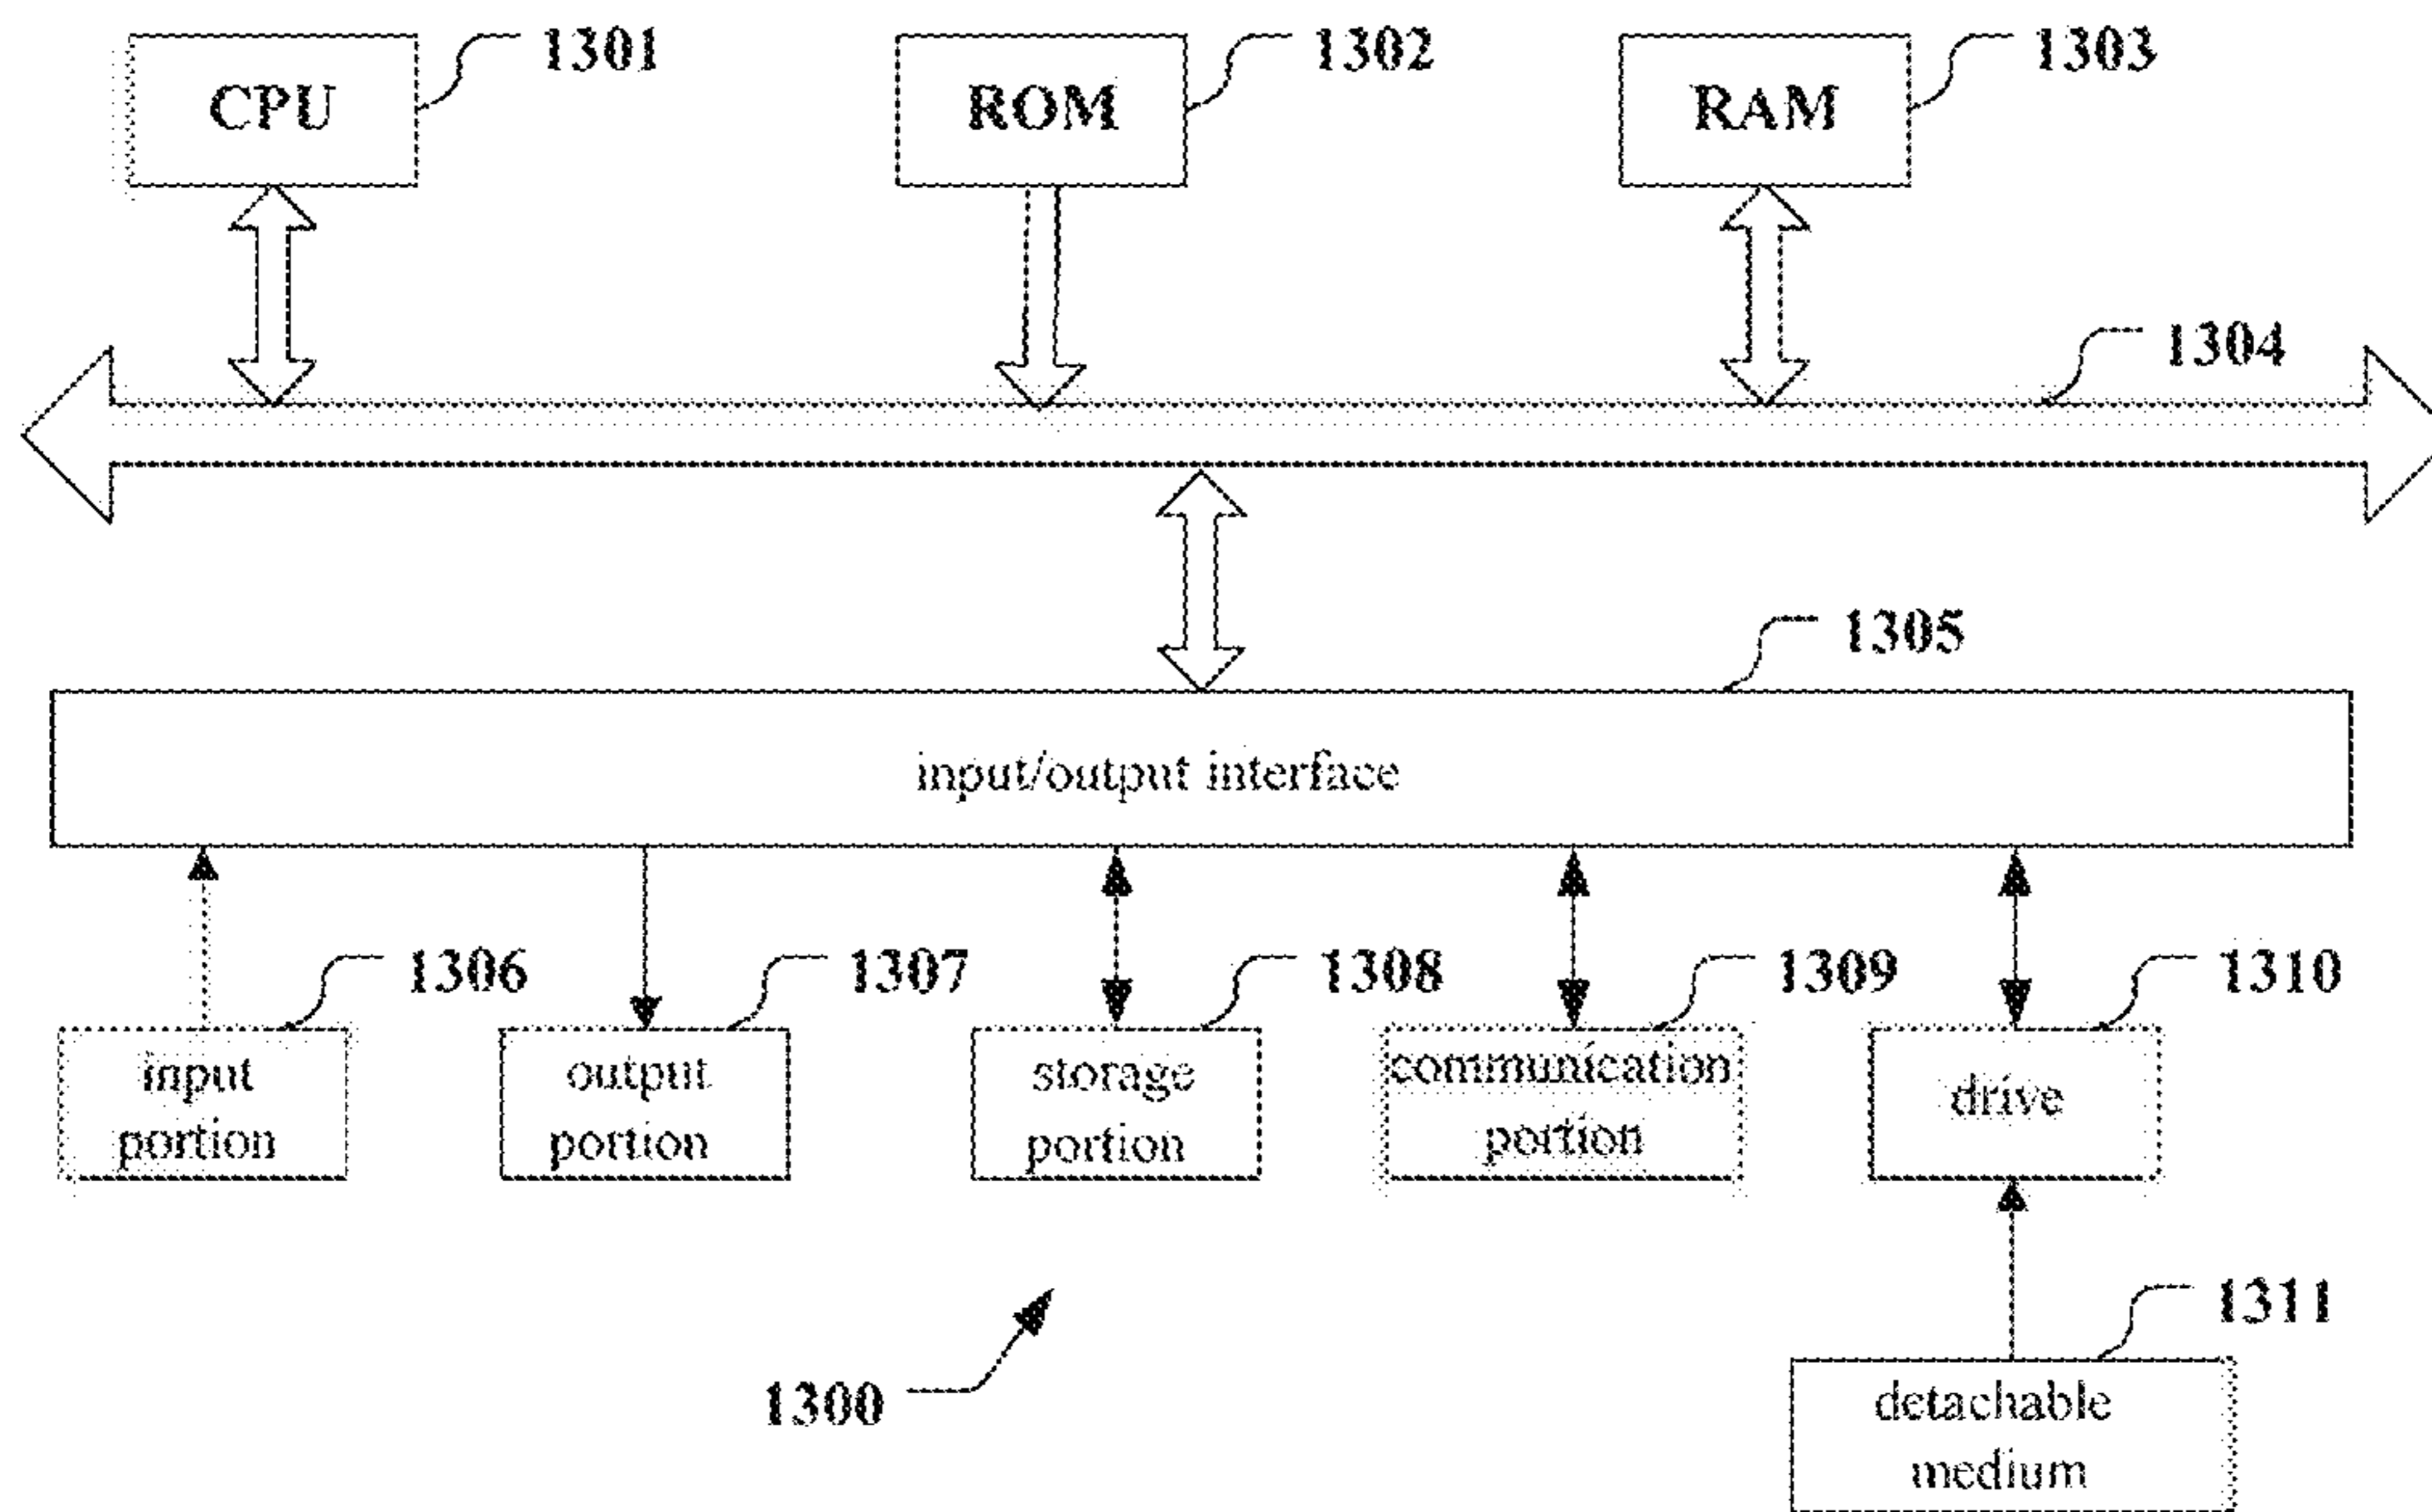 CPU 1301 ROM 1302 RAM 1303
1304
1305
input/output interface
1306 1307 1308 1309 1310
input
portion
output
portion
storage
portion
communication
portion
drive
1311
1300
detachable
medium